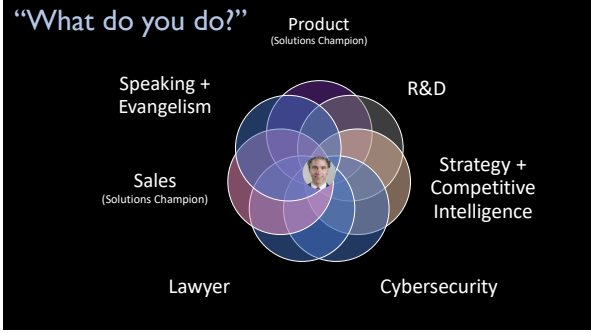 “What do you do?”
Product
(Solutions Champion)
Speaking +
Evangelism
R&D
Sales
(Solutions Champion)
Strategy +
Competitive
Intelligence
Lawyer
Cybersecurity